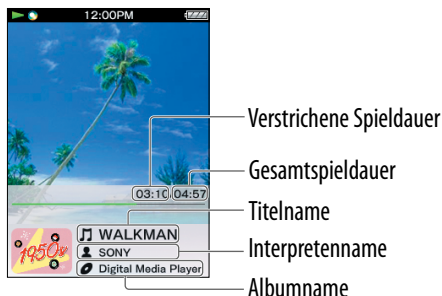 12:00PM
Verstrichene Spieldauer
Gesamtspieldauer
03:10 04:57
Titelname
WALKMAN
1950s
Interpretenname
SONY
Digital Media Player
Albumname